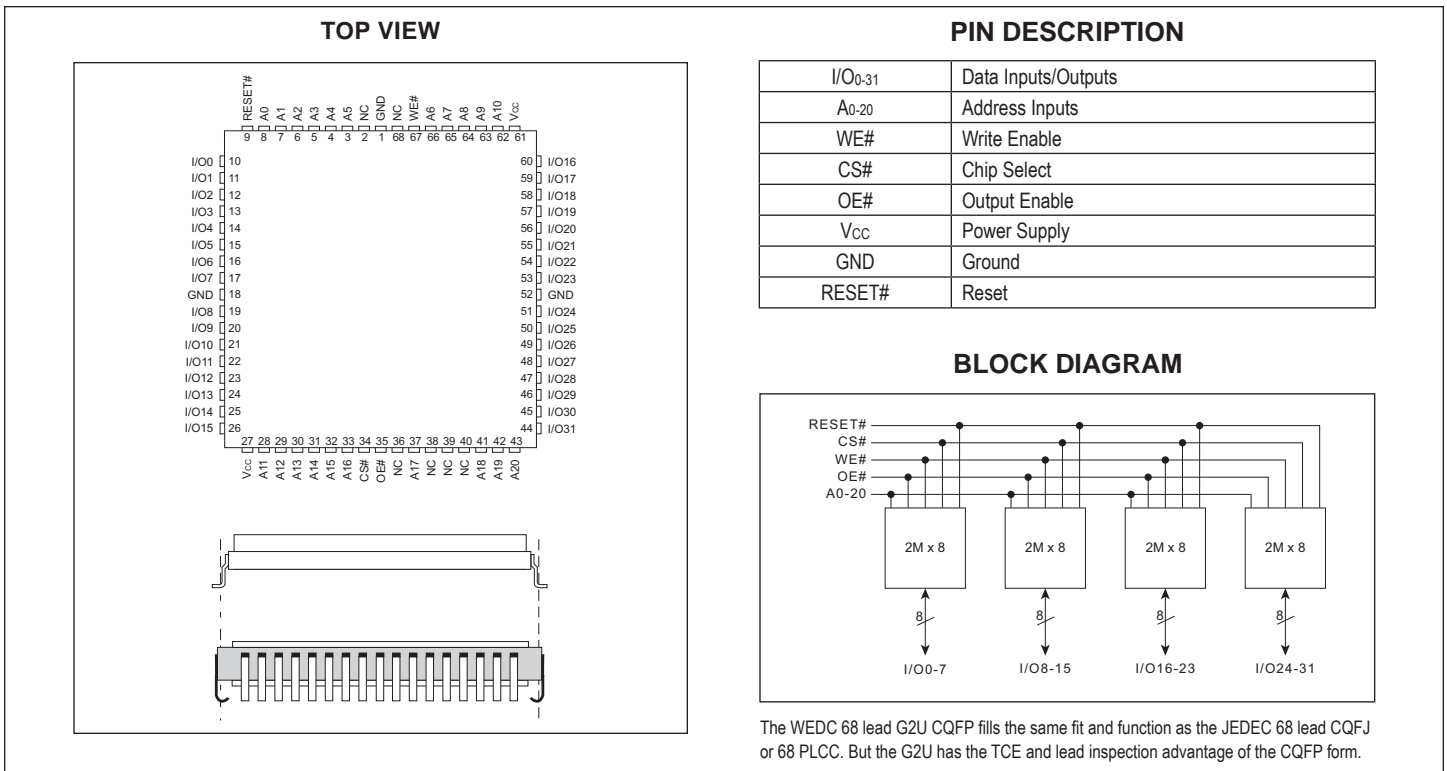 TOP VIEW
RESET# A0 A1 A2 A3 A4 A5 NC GND NC WE# A6 A7 A8 A9 A10 VCC
9 8 7 6 5 4 3 2 1 68 67 66 65 64 63 62 61
I/O0 10 60 I/O16
I/O1 11 59 I/O17
I/O2 12 58 I/O18
I/O3 13 57 I/O19
I/O4 14 56 I/O20
I/O5 15 55 I/O21
I/O6 16 54 I/O22
I/O7 17 53 I/O23
GND 18 52 GND
I/O8 19 51 I/O24
I/O9 20 50 I/O25
I/O10 21 49 I/O26
I/O11 22 48 I/O27
I/O12 23 47 I/O28
I/O13 24 46 I/O29
I/O14 25 45 I/O30
I/O15 26 44 I/O31
27 28 29 30 31 32 33 34 35 36 37 38 39 40 41 42 43
VCC A11 A12 A13 A14 A15 A16 CS# OE# NC A17 NC NC NC A18 A19 A20
PIN DESCRIPTION
I/O0-31 Data Inputs/Outputs
A0-20 Address Inputs
WE# Write Enable
CS# Chip Select
OE# Output Enable
VCC Power Supply
GND Ground
RESET# Reset
BLOCK DIAGRAM
RESET#
CS#
WE#
OE#
A0-20
2M x 8 2M x 8 2M x 8 2M x 8
8 8 8 8
I/O0-7 I/O8-15 I/O16-23 I/O24-31
The WEDC 68 lead G2U CQFP fills the same fit and function as the JEDEC 68 lead CQFJ
or 68 PLCC. But the G2U has the TCE and lead inspection advantage of the CQFP form.